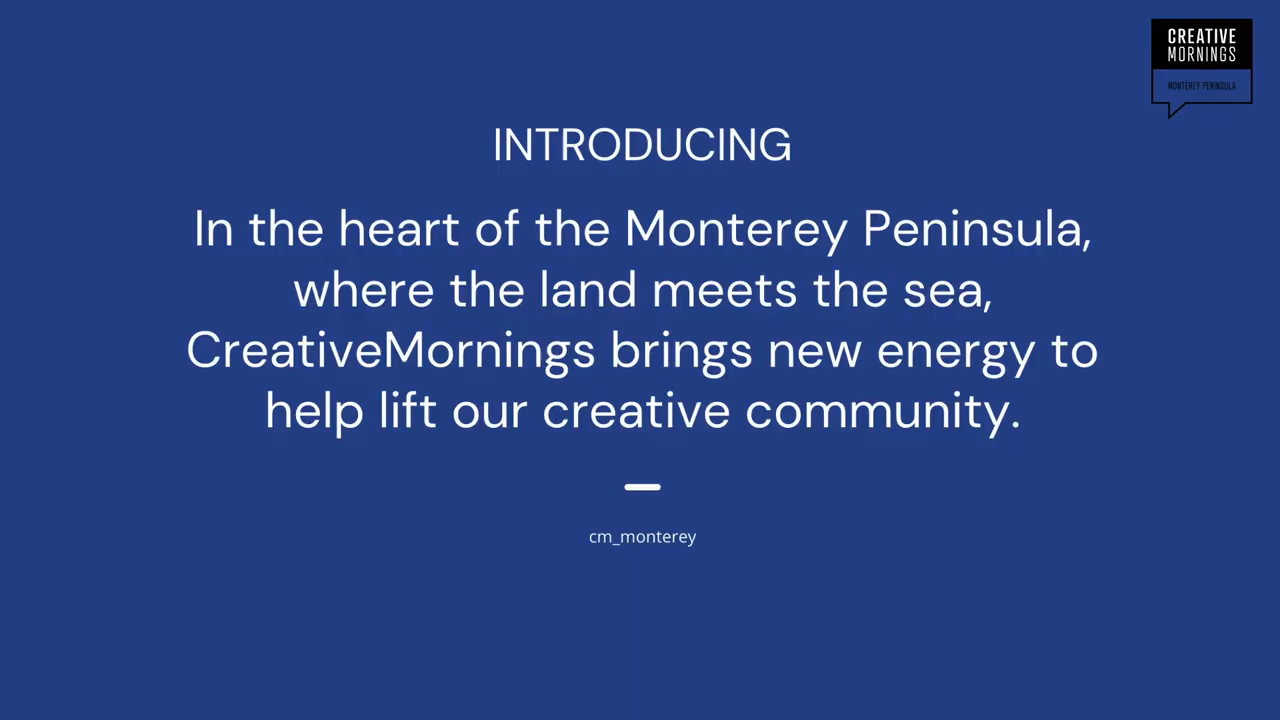 CREATIVE
MORNINGS
MONTEREY PENINSULA
INTRODUCING
In the heart of the Monterey Peninsula,
where the land meets the sea,
CreativeMornings brings new energy to
help lift our creative community.
cm_monterey